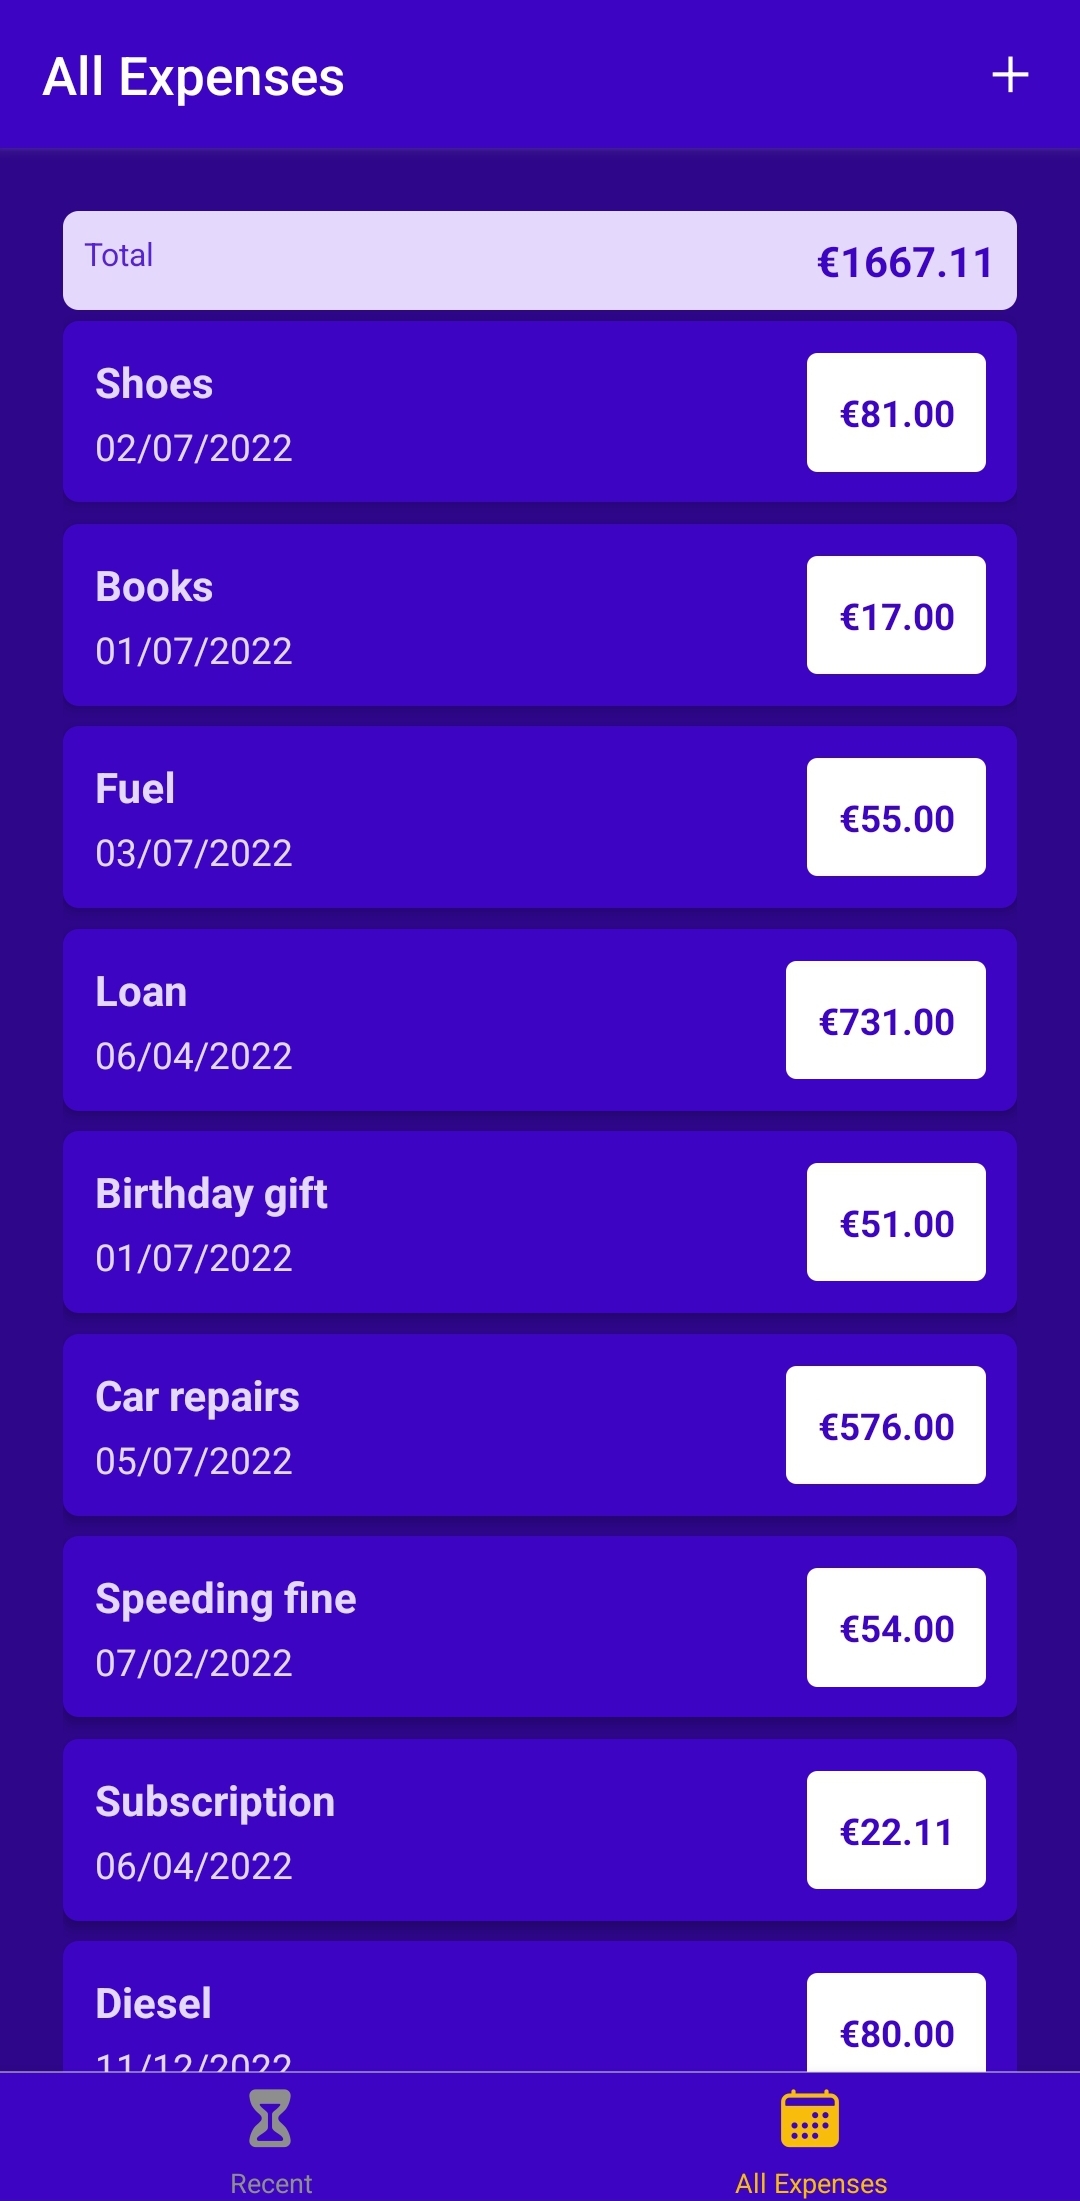 All Expenses
Total
€1667.11
Shoes
02/07/2022
€81.00
Books
01/07/2022
€17.00
Fuel
03/07/2022
€55.00
Loan
06/04/2022
€731.00
Birthday gift
01/07/2022
€51.00
Car repairs
05/07/2022
€576.00
Speeding fine
07/02/2022
€54.00
Subscription
06/04/2022
€22.11
Diesel
11/12/2022
€80.00
Recent
All Expenses